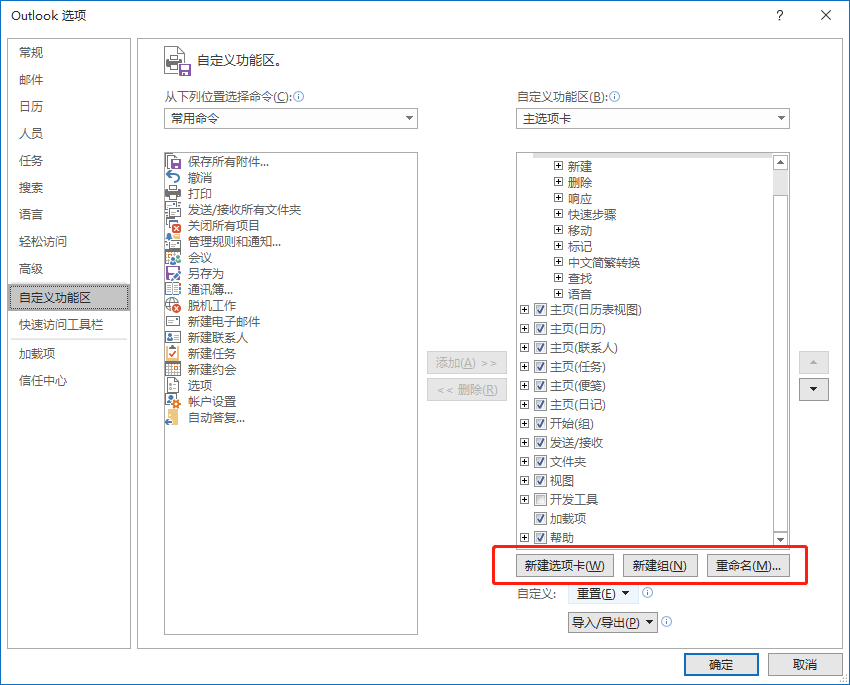 Outlook 选项
?
常规
邮件
日历
人员
任务
搜索
语言
轻松访问
高级
自定义功能区
快速访问工具栏
加载项
信任中心
自定义功能区。
从下列位置选择命令(C):
常用命令
保存所有附件...
撤消
打印
发送/接收所有文件夹
关闭所有项目
管理规则和通知...
会议
另存为
通讯簿...
脱机工作
新建电子邮件
新建联系人
新建任务
新建约会
选项
帐户设置
自动答复...
添加(A) >>
<< 删除(R)
自定义功能区(B):
主选项卡
新建
删除
响应
快速步骤
移动
标记
中文简繁转换
查找
语音
主页(日历表视图)
主页(日历)
主页(联系人)
主页(任务)
主页(便笺)
主页(日记)
开始(组)
发送/接收
文件夹
视图
开发工具
加载项
帮助
新建选项卡(W) 新建组(N) 重命名(M)...
自定义: 重置(E)
导入/导出(P)
确定 取消